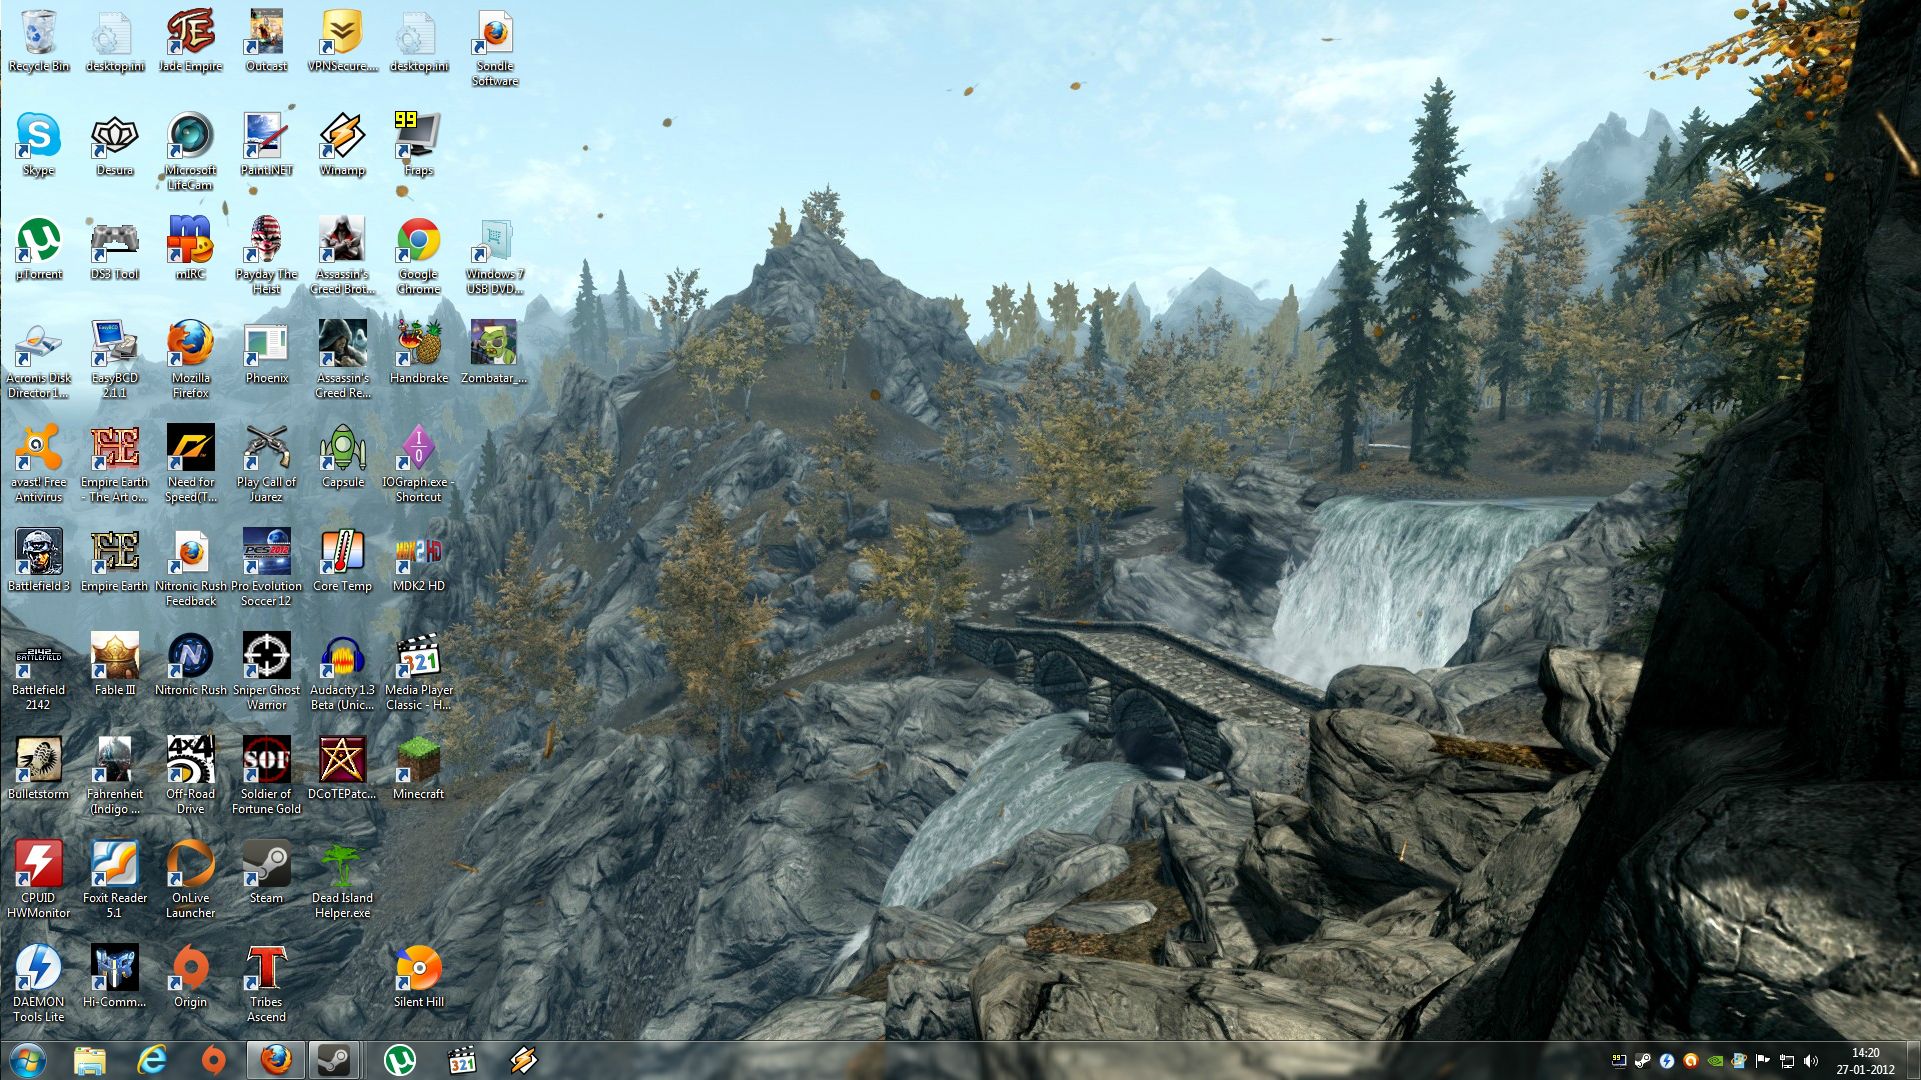 Recycle Bin
desktop.ini
Jade Empire
Outcast
VPNSecure....
desktop.ini
Sondle
Software
Skype
Desura
Microsoft
LifeCam
Paint.NET
Winamp
99
Fraps
µTorrent
DS3 Tool
mIRC
Payday The
Heist
Assassin's
Creed Brot...
Google
Chrome
Windows 7
USB DVD...
Acronis Disk
Director 1...
EasyBCD
2.1.1
Mozilla
Firefox
Phoenix
Assassin's
Creed Re...
Handbrake
Zombatar_...
avast! Free
Antivirus
Empire Earth
- The Art o...
Need for
Speed(T...
Play Call of
Juarez
Capsule
IOGraph.exe -
Shortcut
Battlefield 3
Empire Earth
Nitronic Rush
Feedback
Pro Evolution
Soccer 12
Core Temp
MDK2 HD
Battlefield
2142
Fable III
Nitronic Rush
Sniper Ghost
Warrior
Audacity 1.3
Beta (Unic...
321
Media Player
Classic - H...
Bulletstorm
Fahrenheit
(Indigo ...
4x4
Off-Road
Drive
SOF
Soldier of
Fortune Gold
DCoTEPatc...
Minecraft
CPUID
HWMonitor
Foxit Reader
5.1
OnLive
Launcher
Steam
Dead Island
Helper.exe
DAEMON
Tools Lite
Hi-Comm...
Origin
Tribes
Ascend
Silent Hill
321
99
14:20
27-01-2012